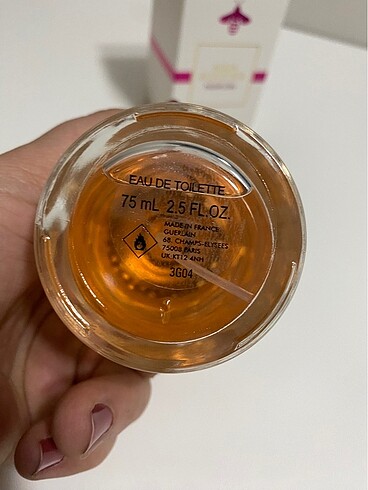 EAU DE TOILETTE
75 mL 2.5 FL.OZ.
MADE IN FRANCE
GUERLAIN
68, CHAMPS-ELYSEES
75008 PARIS
UK KT12 4NH
3G04